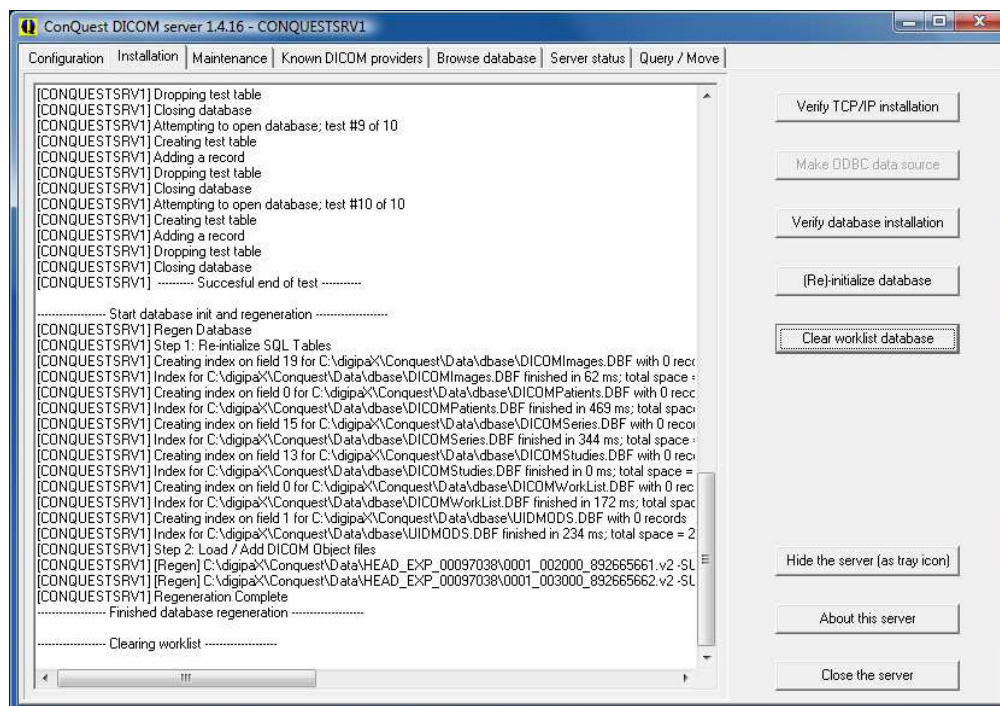 ConQuest DICOM server 1.4.16 - CONQUESTSRV1
Configuration Installation Maintenance Known DICOM providers Browse database Server status Query / Move
[CONQUESTSRV1] Dropping test table
[CONQUESTSRV1] Closing database
[CONQUESTSRV1] Attempting to open database; test #9 of 10
[CONQUESTSRV1] Creating test table
[CONQUESTSRV1] Adding a record
[CONQUESTSRV1] Dropping test table
[CONQUESTSRV1] Closing database
[CONQUESTSRV1] Attempting to open database; test #10 of 10
[CONQUESTSRV1] Creating test table
[CONQUESTSRV1] Adding a record
[CONQUESTSRV1] Dropping test table
[CONQUESTSRV1] Closing database
[CONQUESTSRV1] ---------- Succesful end of test -----------
------------------- Start database init and regeneration --------------------
[CONQUESTSRV1] Regen Database
[CONQUESTSRV1] Step 1: Re-intialize SQL Tables
[CONQUESTSRV1] Creating index on field 19 for C:\digipaX\Conquest\Data\dbase\DICOMImages.DBF with 0 reco
[CONQUESTSRV1] Index for C:\digipaX\Conquest\Data\dbase\DICOMImages.DBF finished in 62 ms; total space =
[CONQUESTSRV1] Creating index on field 0 for C:\digipaX\Conquest\Data\dbase\DICOMPatients.DBF with 0 recc
[CONQUESTSRV1] Index for C:\digipaX\Conquest\Data\dbase\DICOMPatients.DBF finished in 469 ms; total spac
[CONQUESTSRV1] Creating index on field 15 for C:\digipaX\Conquest\Data\dbase\DICOMSeries.DBF with 0 recor
[CONQUESTSRV1] Index for C:\digipaX\Conquest\Data\dbase\DICOMSeries.DBF finished in 344 ms; total space =
[CONQUESTSRV1] Creating index on field 13 for C:\digipaX\Conquest\Data\dbase\DICOMStudies.DBF with 0 rec
[CONQUESTSRV1] Index for C:\digipaX\Conquest\Data\dbase\DICOMStudies.DBF finished in 0 ms; total space =
[CONQUESTSRV1] Creating index on field 0 for C:\digipaX\Conquest\Data\dbase\DICOMWorkList.DBF with 0 rec
[CONQUESTSRV1] Index for C:\digipaX\Conquest\Data\dbase\DICOMWorkList.DBF finished in 172 ms; total spac
[CONQUESTSRV1] Creating index on field 1 for C:\digipaX\Conquest\Data\dbase\UIDMODS.DBF with 0 records
[CONQUESTSRV1] Index for C:\digipaX\Conquest\Data\dbase\UIDMODS.DBF finished in 234 ms; total space = 2
[CONQUESTSRV1] Step 2: Load / Add DICOM Object files
[CONQUESTSRV1] [Regen] C:\digipaX\Conquest\Data\HEAD_EXP_00097038\0001_002000_892665661.v2 -SU
[CONQUESTSRV1] [Regen] C:\digipaX\Conquest\Data\HEAD_EXP_00097038\0001_003000_892665662.v2 -SU
[CONQUESTSRV1] Regeneration Complete
------------------- Finished database regeneration --------------------
------------------- Clearing worklist --------------------
Verify TCP/IP installation
Make ODBC data source
Verify database installation
(Re)-initialize database
Clear worklist database
Hide the server (as tray icon)
About this server
Close the server